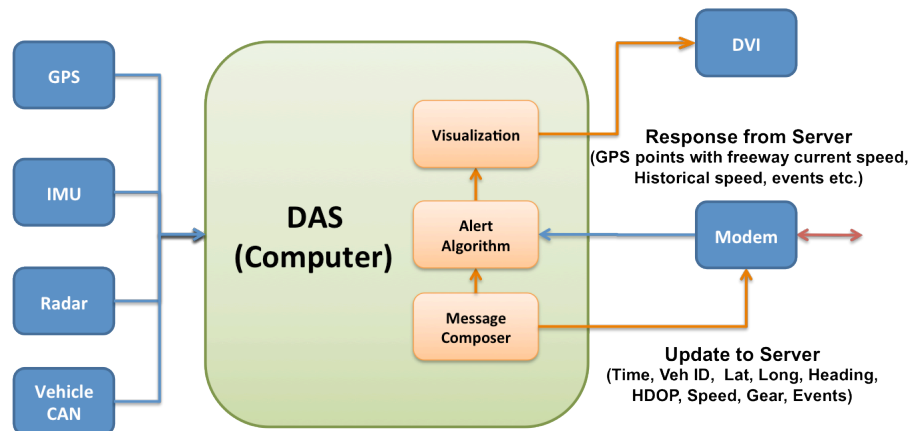 GPS
IMU
Radar
Vehicle
CAN
DAS
(Computer)
Visualization
Alert
Algorithm
Message
Composer
DVI
Response from Server
(GPS points with freeway current speed,
Historical speed, events etc.)
Modem
Update to Server
(Time, Veh ID, Lat, Long, Heading,
HDOP, Speed, Gear, Events)